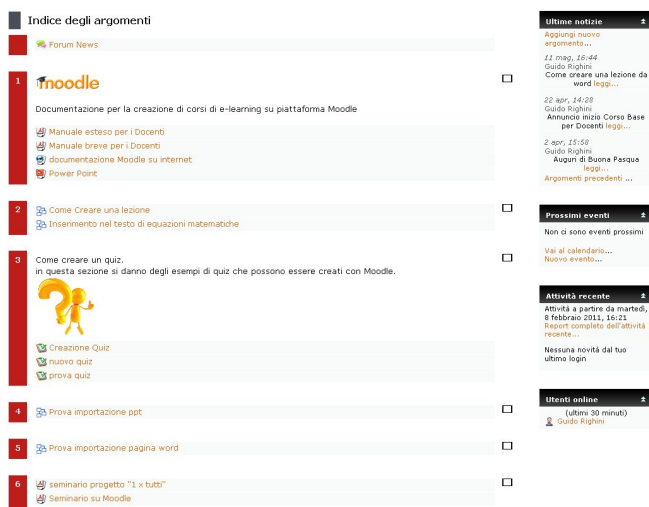 Indice degli argomenti
Forum News
1
moodle
Documentazione per la creazione di corsi di e-learning su piattaforma Moodle
Manuale esteso per i Docenti
Manuale breve per i Docenti
documentazione Moodle su internet
Power Point
2
Come Creare una lezione
Inserimento nel testo di equazioni matematiche
3
Come creare un quiz.
in questa sezione si danno degli esempi di quiz che possono essere creati con Moodle.
Creazione Quiz
nuovo quiz
prova quiz
4
Prova importazione ppt
5
Prova importazione pagina word
6
seminario progetto "1 x tutti"
Seminario su Moodle
Ultime notizie
Aggiungi nuovo
argomento...
11 mag, 16:44
Guido Righini
Come creare una lezione da
word leggi...
22 apr, 14:28
Guido Righini
Annuncio inizio Corso Base
per Docenti leggi...
2 apr, 15:58
Guido Righini
Auguri di Buona Pasqua
leggi...
Argomenti precedenti ...
Prossimi eventi
Non ci sono eventi prossimi
Vai al calendario...
Nuovo evento...
Attività recente
Attività a partire da martedì,
8 febbraio 2011, 16:21
Report completo dell'attività
recente...
Nessuna novità dal tuo
ultimo login
Utenti online
(ultimi 30 minuti)
Guido Righini